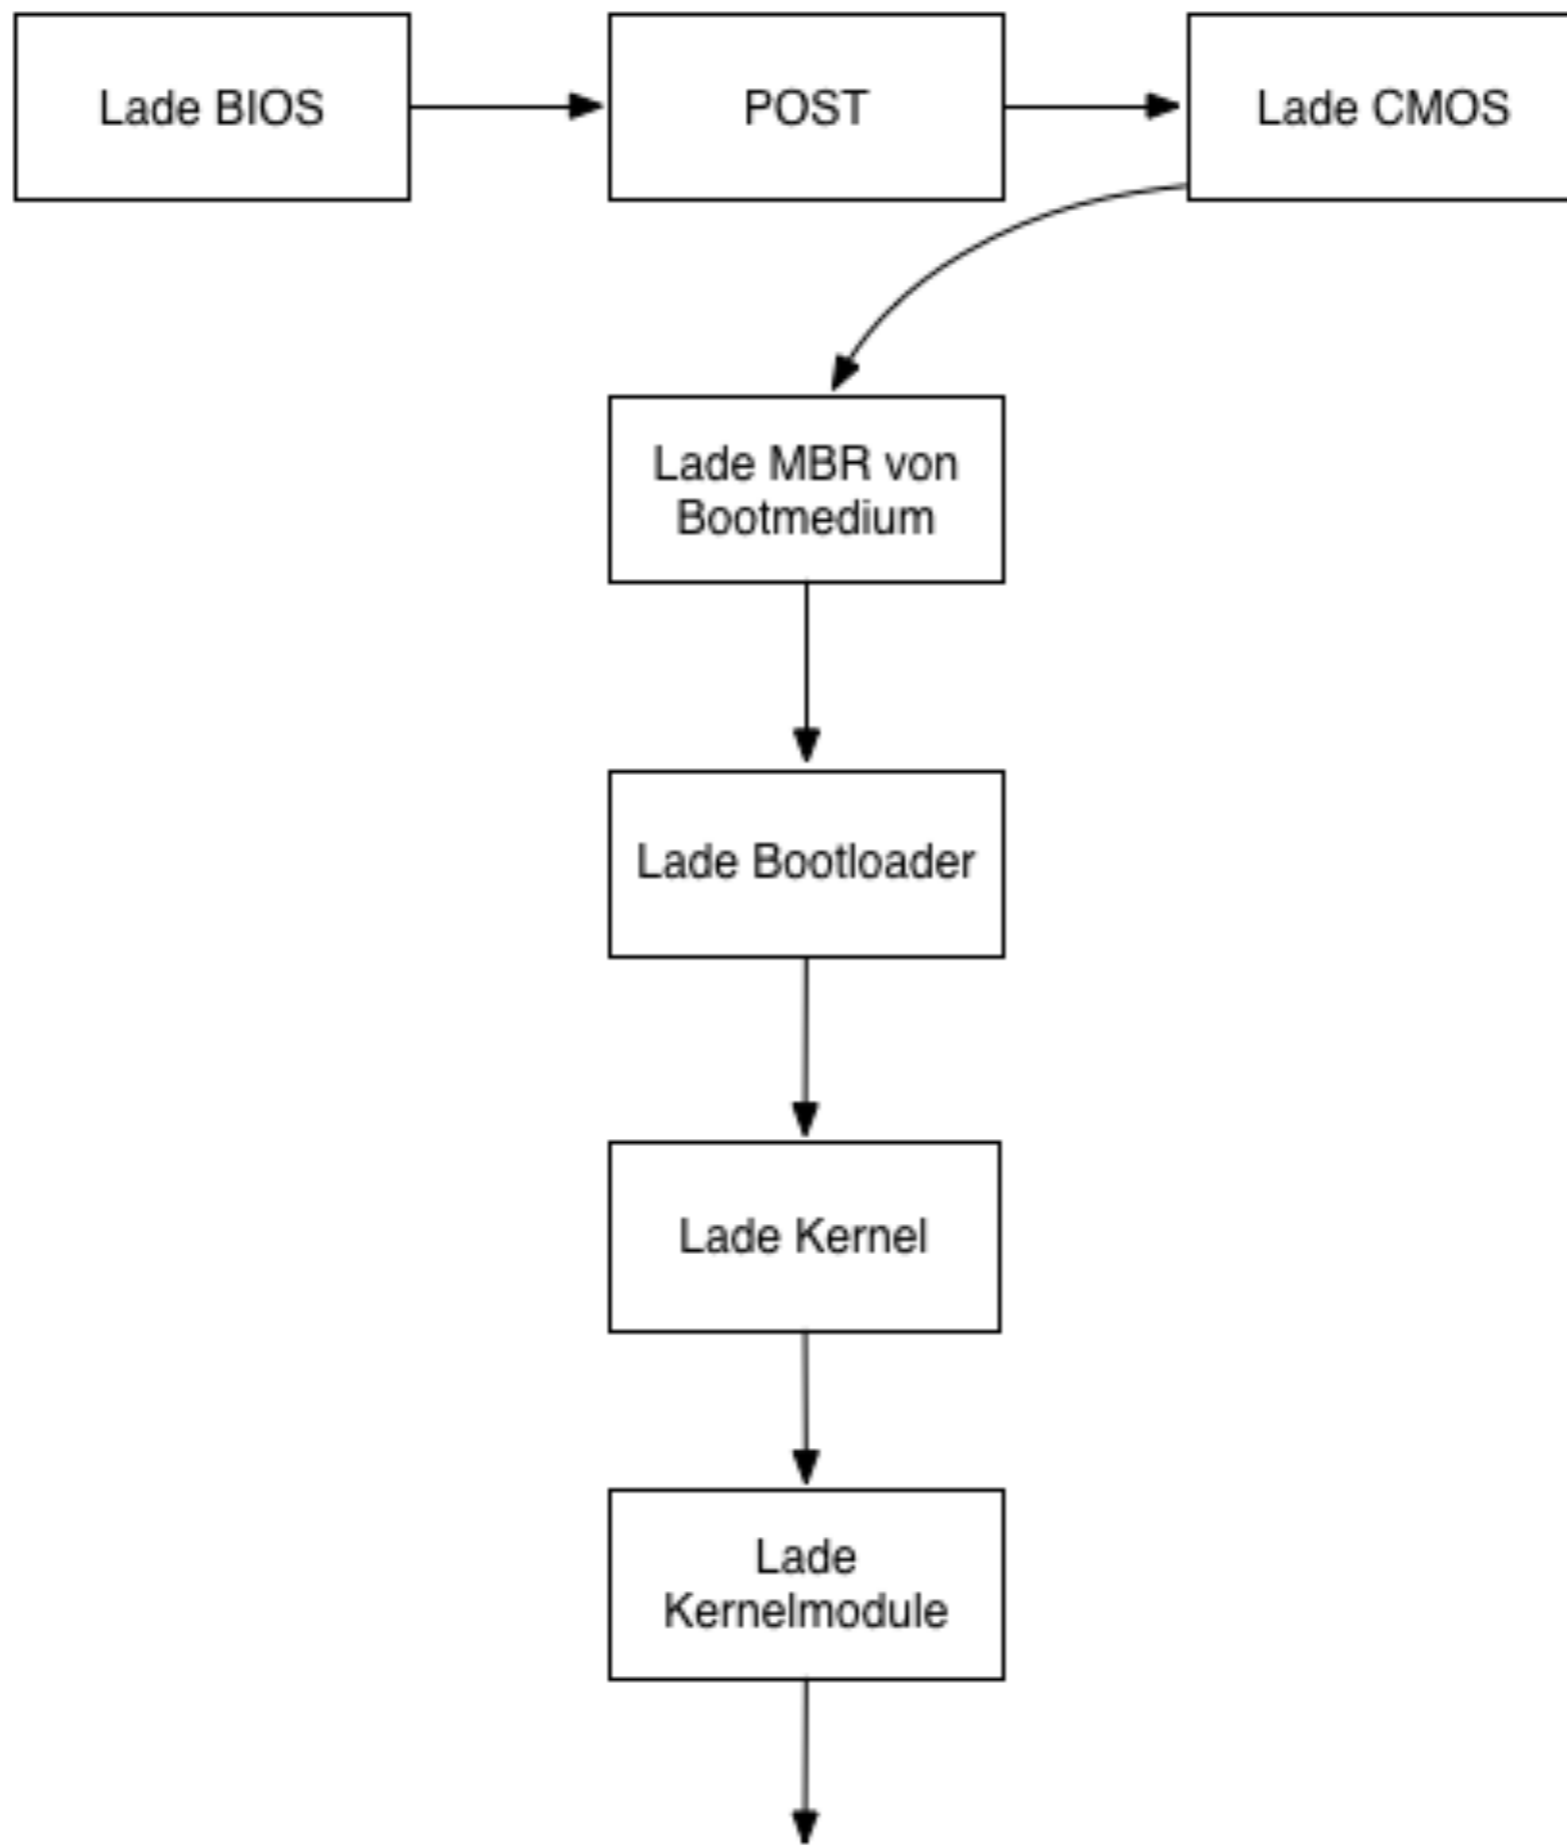 Lade BIOS
POST
Lade CMOS
Lade MBR von
Bootmedium
Lade Bootloader
Lade Kernel
Lade
Kernelmodule